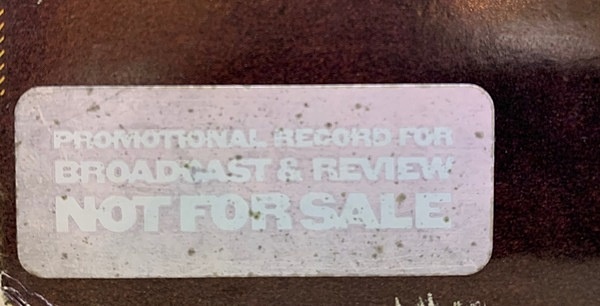 PROMOTIONAL RECORD FOR
BROADCAST & REVIEW
NOT FOR SALE